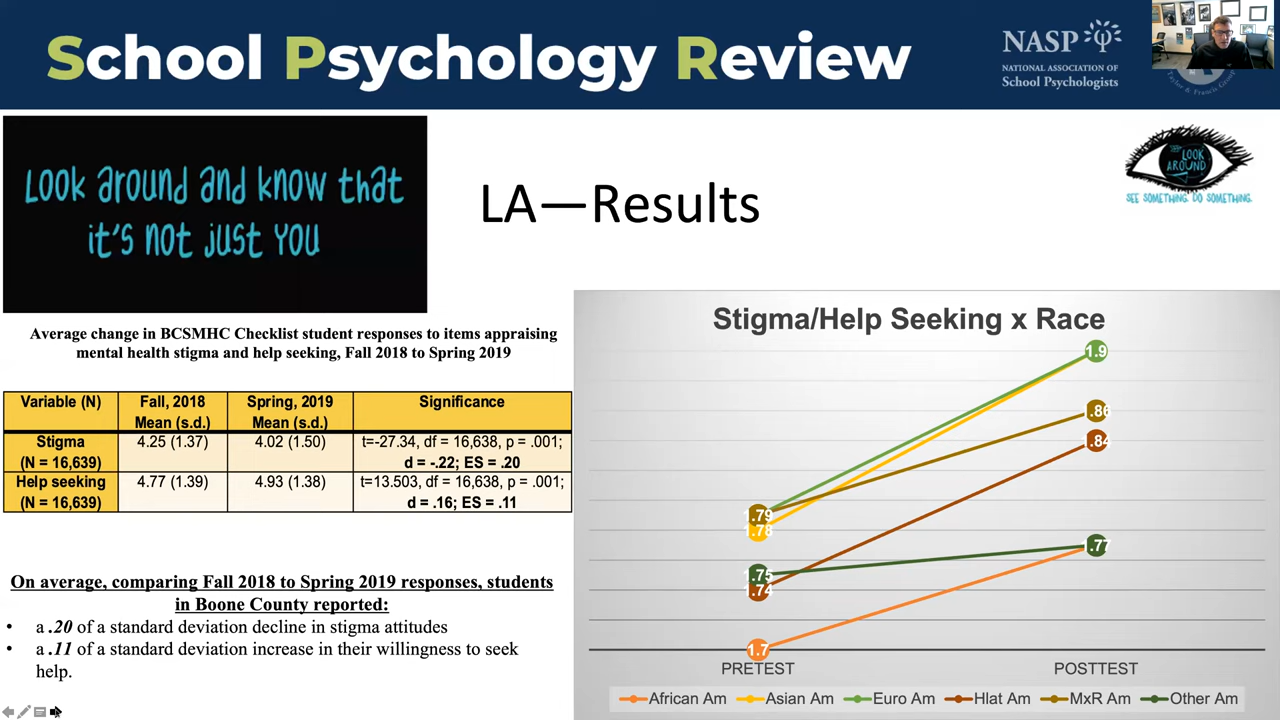 School Psychology Review
NASP
NATIONAL ASSOCIATION OF
School Psychologists
Look around and know that
it's not just you
LA—Results
LOOK
AROUND
SEE SOMETHING. DO SOMETHING.
Average change in BCSMHC Checklist student responses to items appraising
mental health stigma and help seeking, Fall 2018 to Spring 2019
Variable (N) Fall, 2018 Spring, 2019 Significance
Mean (s.d.) Mean (s.d.)
Stigma 4.25 (1.37) 4.02 (1.50) t=-27.34, df = 16,638, p = .001;
(N = 16,639) d = -.22; ES = .20
Help seeking 4.77 (1.39) 4.93 (1.38) t=13.503, df = 16,638, p = .001;
(N = 16,639) d = .16; ES = .11
On average, comparing Fall 2018 to Spring 2019 responses, students
in Boone County reported:
• a .20 of a standard deviation decline in stigma attitudes
• a .11 of a standard deviation increase in their willingness to seek
help.
Stigma/Help Seeking x Race
1.9
1.86
1.84
1.79
1.78
1.77
1.75
1.74
1.7
PRETEST POSTTEST
African Am Asian Am Euro Am Hlat Am MxR Am Other Am